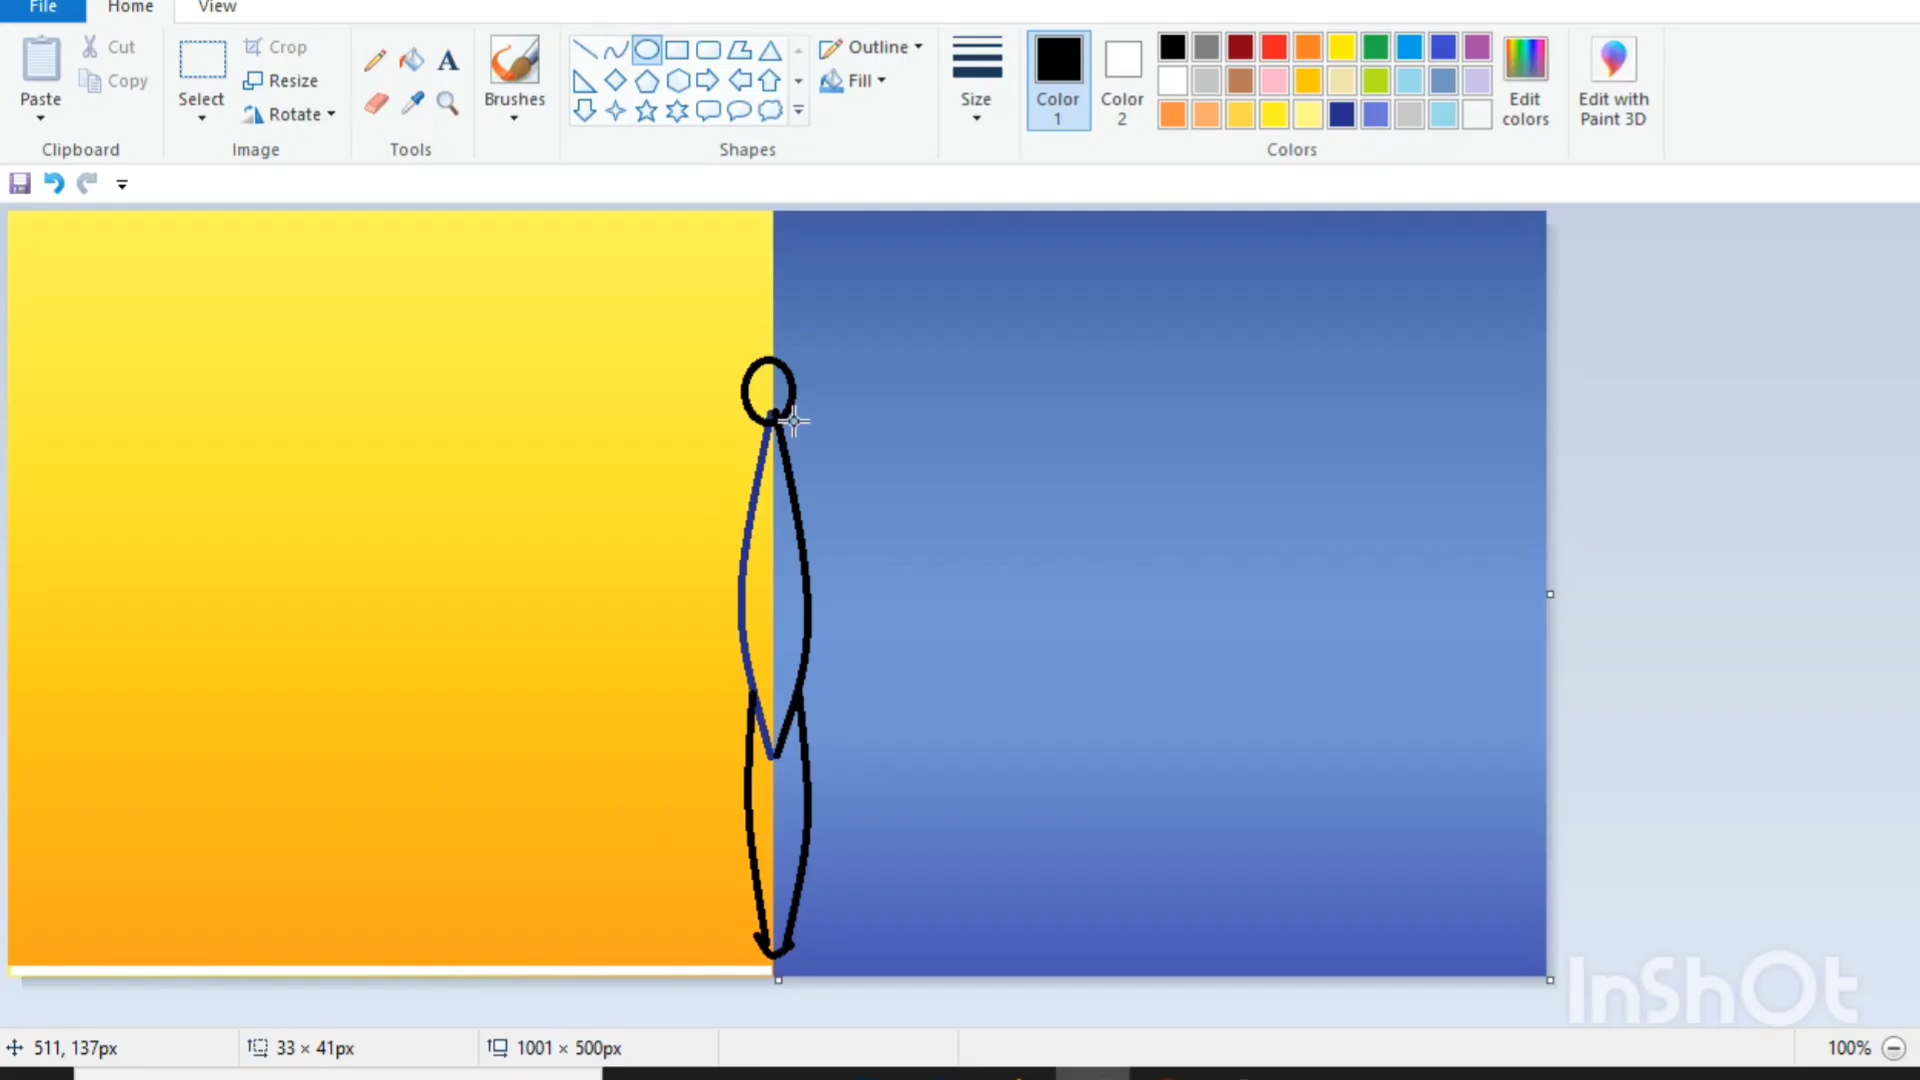 File Home View
Paste Cut Copy Clipboard
Select Crop Resize Rotate Image
Tools
Brushes
Outline Fill Shapes
Size
Color 1 Color 2 Edit colors Colors
Edit with Paint 3D
InShOt
511, 137px 33 × 41px 1001 × 500px 100%